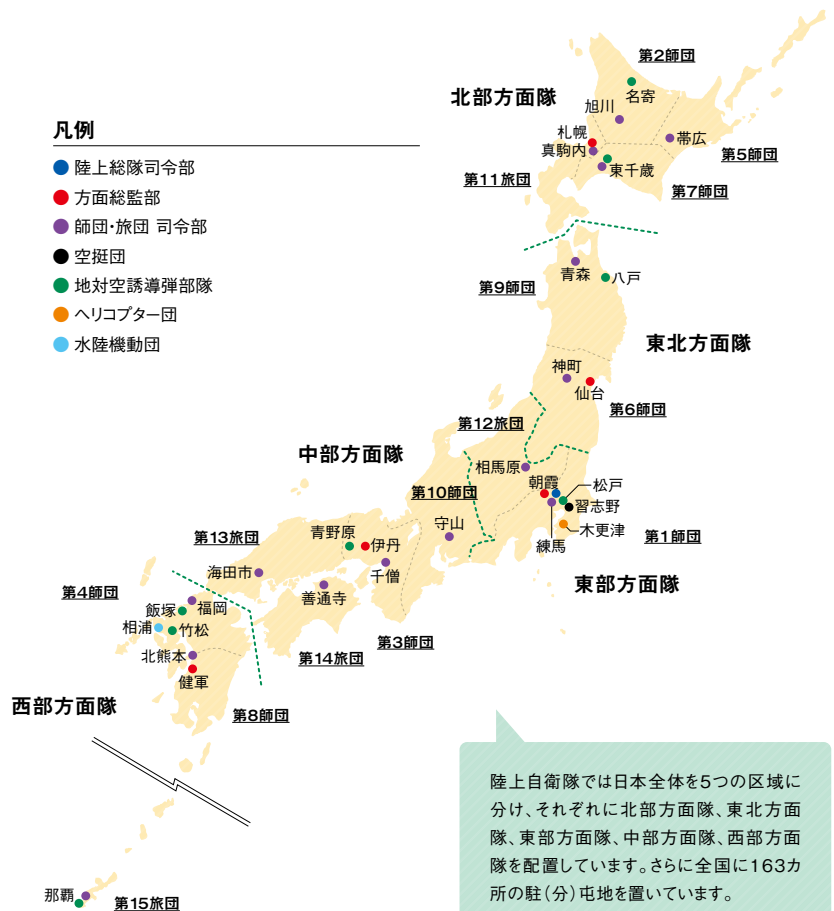 第2師団
北部方面隊
名寄
旭川
札幌
帯広
真駒内
第5師団
東千歳
第11旅団
第7師団
凡例
陸上総隊司令部
方面総監部
師団・旅団 司令部
空挺団
地対空誘導弾部隊
ヘリコプター団
水陸機動団
青森
八戸
第9師団
東北方面隊
神町
仙台
第6師団
第12旅団
中部方面隊
相馬原
朝霞
松戸
第10師団
習志野
守山
木更津
第1師団
練馬
東部方面隊
第13旅団
青野原
伊丹
千僧
海田市
善通寺
第3師団
第14旅団
第4師団
福岡
飯塚
相浦
竹松
北熊本
健軍
西部方面隊
第8師団
那覇
第15旅団
陸上自衛隊では日本全体を5つの区域に
分け、それぞれに北部方面隊、東北方面
隊、東部方面隊、中部方面隊、西部方面
隊を配置しています。さらに全国に163カ
所の駐(分)屯地を置いています。